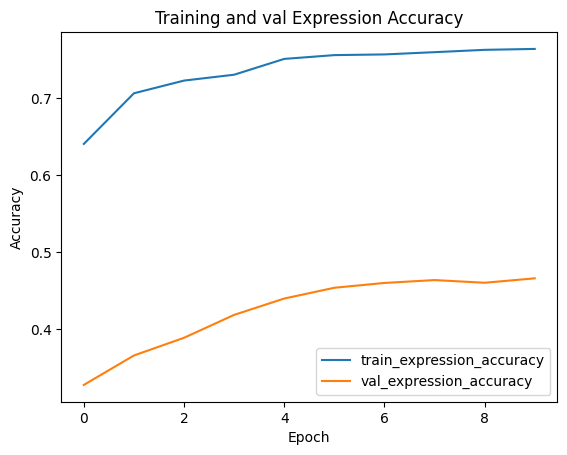 Training and val Expression Accuracy
Accuracy
0.7
0.6
0.5
0.4
train_expression_accuracy
val_expression_accuracy
0 2 4 6 8
Epoch